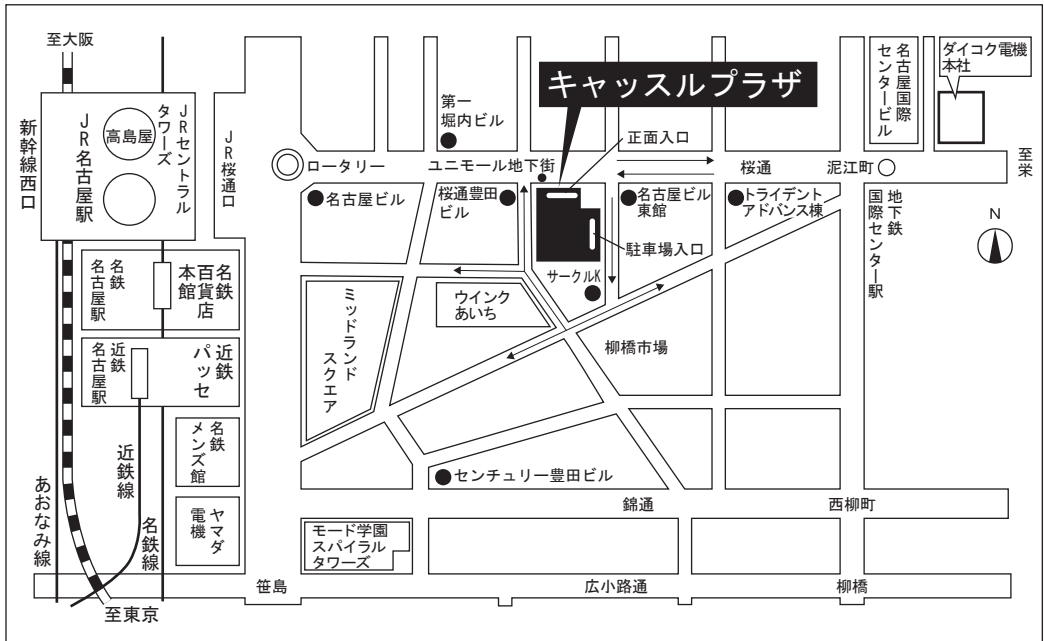 至大阪
新幹線西口
JR名古屋駅
高島屋
JRセントラル
タワーズ
JR桜通口
ロータリー
第一
堀内ビル
ユニモール地下街
キャッスルプラザ
正面入口
桜通
泥江町
名古屋国際
センタービル
ダイコク電機
本社
至栄
名古屋ビル
桜通豊田
ビル
名古屋ビル
東館
トライデント
アドバンス棟
地下鉄
国際センター駅
N
駐車場入口
サークルK
名鉄
名古屋駅
名鉄
百貨店
本館
ミッドランド
スクエア
ウインク
あいち
柳橋市場
近鉄
名古屋駅
近鉄
パッセ
名鉄
メンズ館
センチュリー豊田ビル
あおなみ線
近鉄線
名鉄線
ヤマダ
電機
錦通
西柳町
モード学園
スパイラル
タワーズ
笹島
広小路通
柳橋
至東京